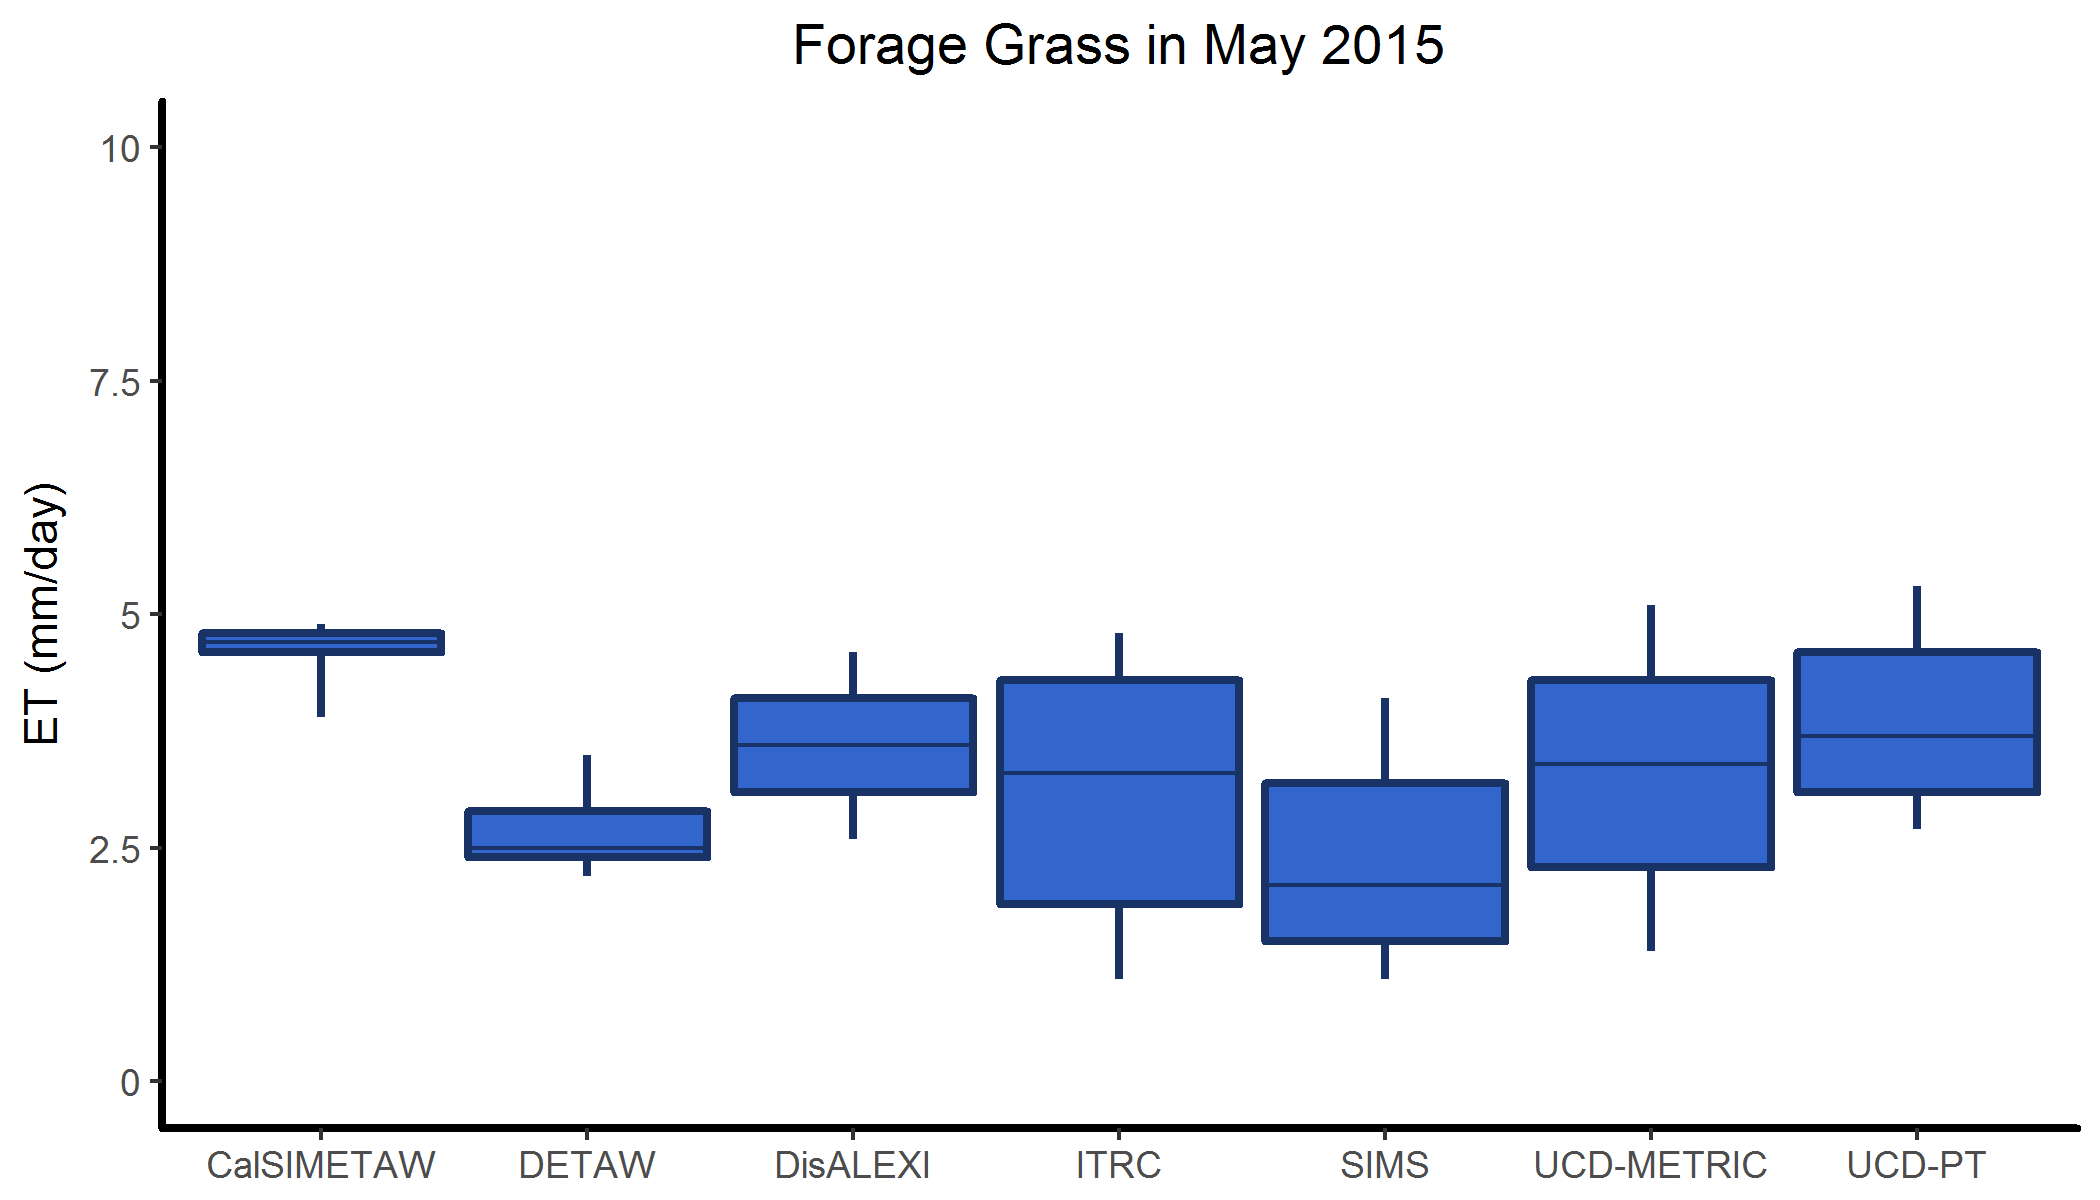 Forage Grass in May 2015
ET (mm/day)
10
7.5
5
2.5
0
CalSIMETAW DETAW DisALEXI ITRC SIMS UCD-METRIC UCD-PT